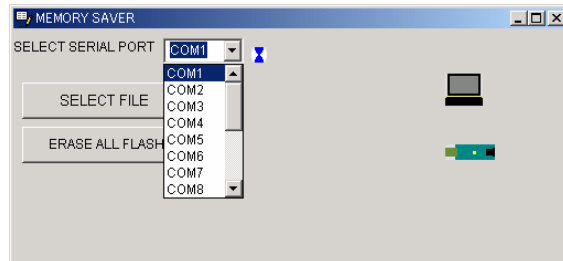 MEMORY SAVER
SELECT SERIAL PORT COM1
COM1
COM2
SELECT FILE
COM3
COM4
ERASE ALL FLASH
COM5
COM6
COM7
COM8